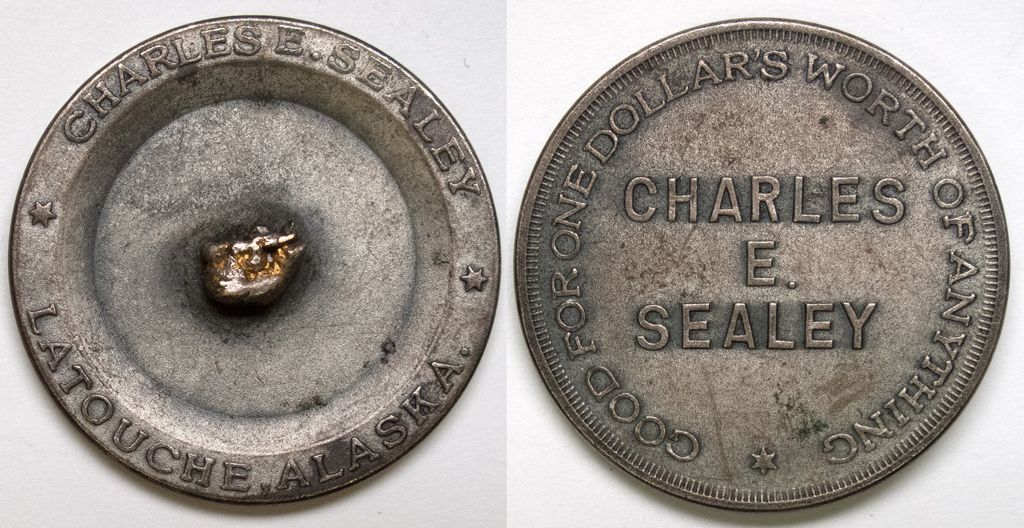 CHARLES E. SEALEY
LATOUCHE, ALASKA.
GOOD FOR ONE DOLLAR'S WORTH OF ANYTHING
CHARLES
E.
SEALEY